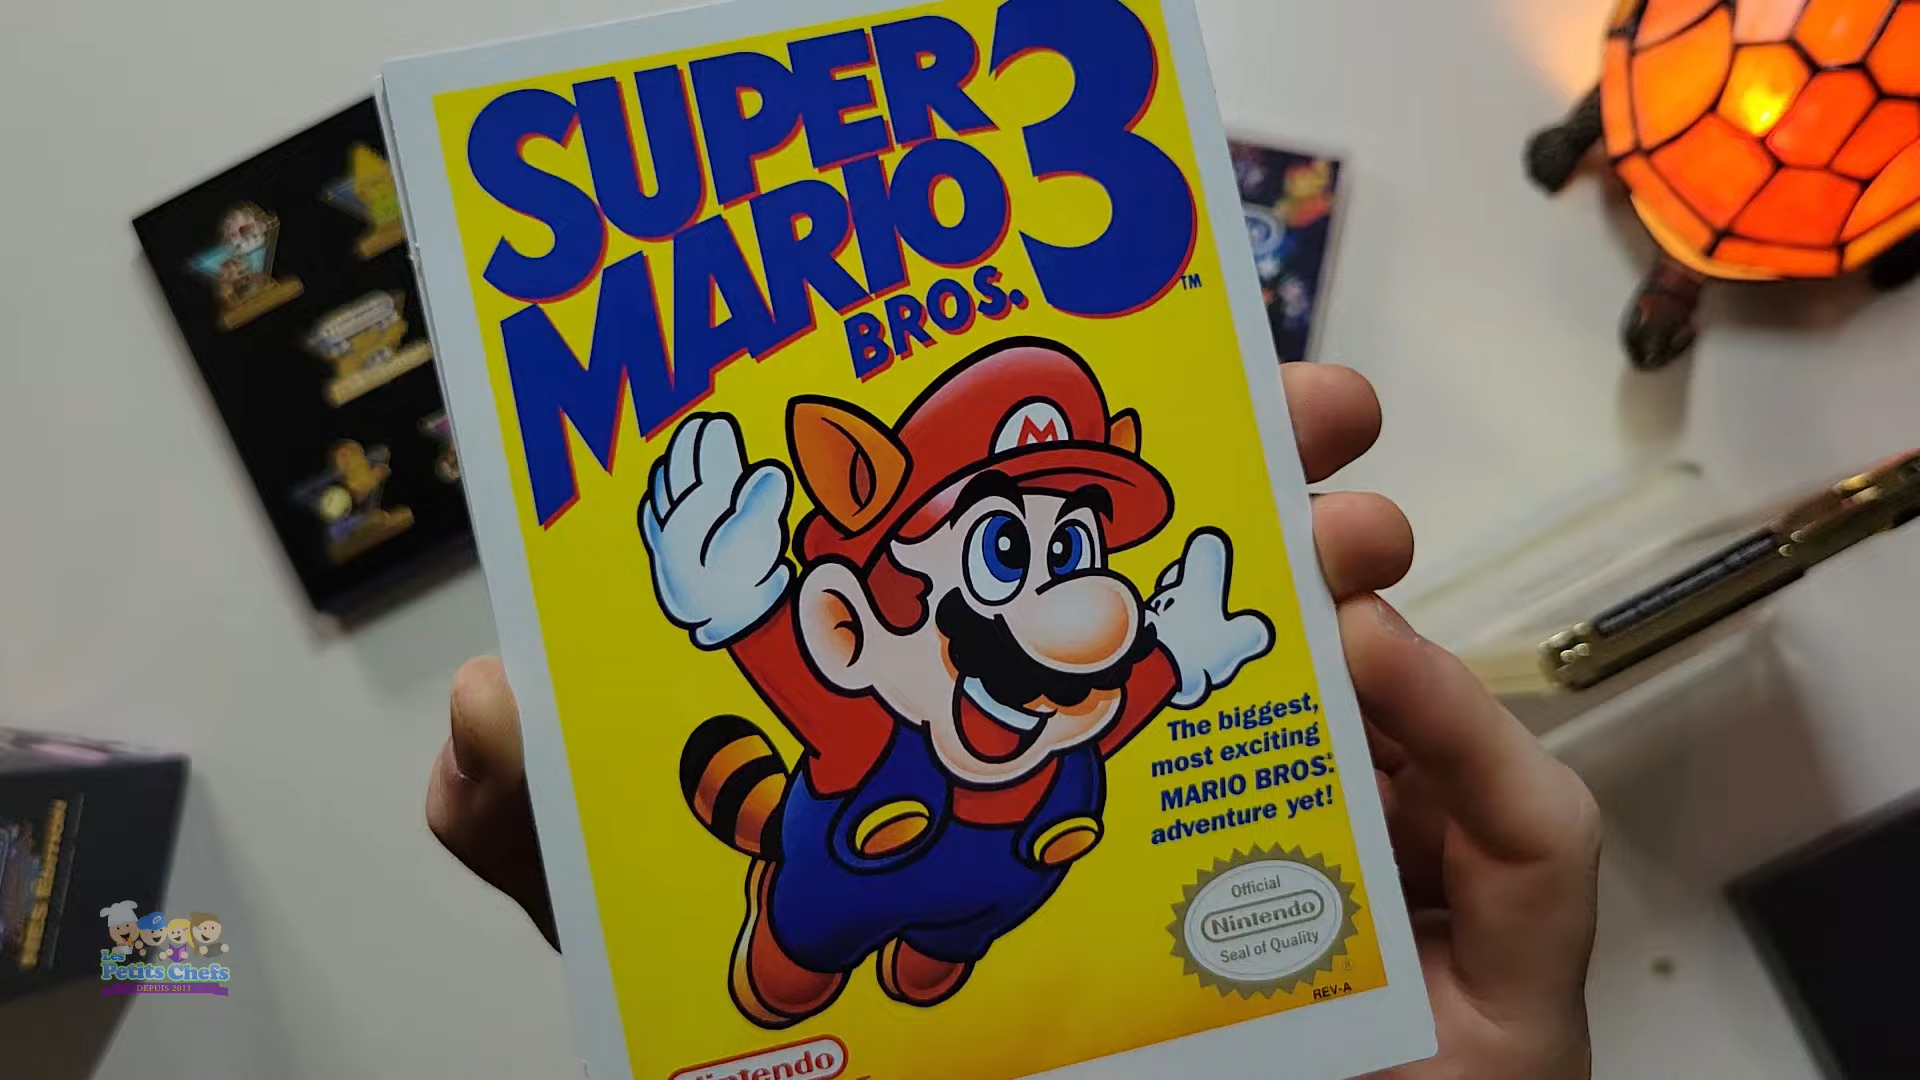 SUPER
MARIO
BROS.
3
TM
M
The biggest,
most exciting
MARIO BROS.
adventure yet!
Official
Nintendo
Seal of Quality
REV-A
Nintendo
Les
Petits Chefs
DEPUIS 2011